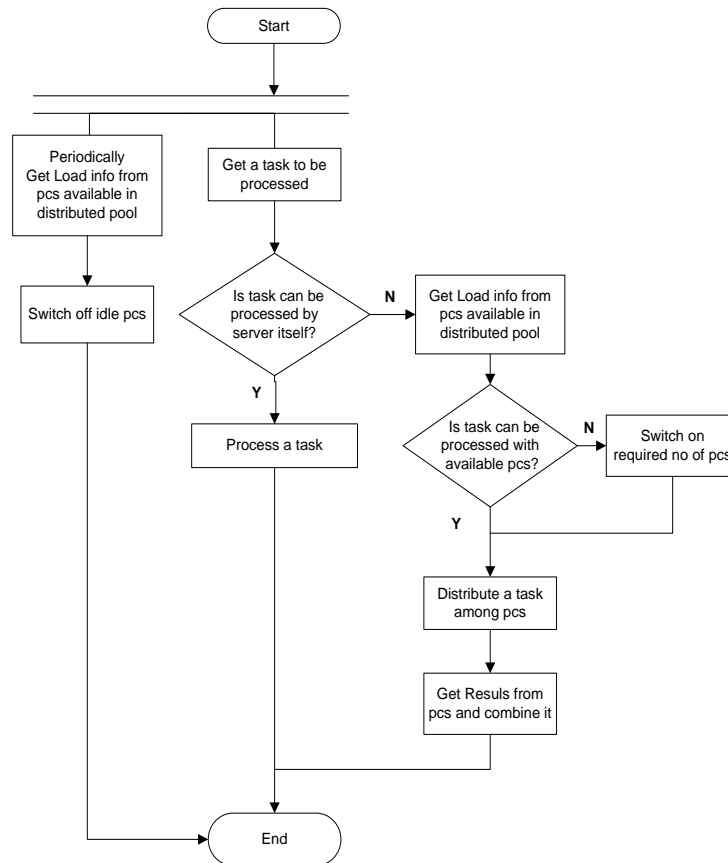 Start
Periodically
Get Load info from
pcs available in
distributed pool
Get a task to be
processed
Switch off idle pcs
Is task can be
processed by
server itself?
N
Get Load info from
pcs available in
distributed pool
Y
Process a task
Is task can be
processed with
available pcs?
N
Switch on
required no of pcs
Y
Distribute a task
among pcs
Get Resuls from
pcs and combine it
End